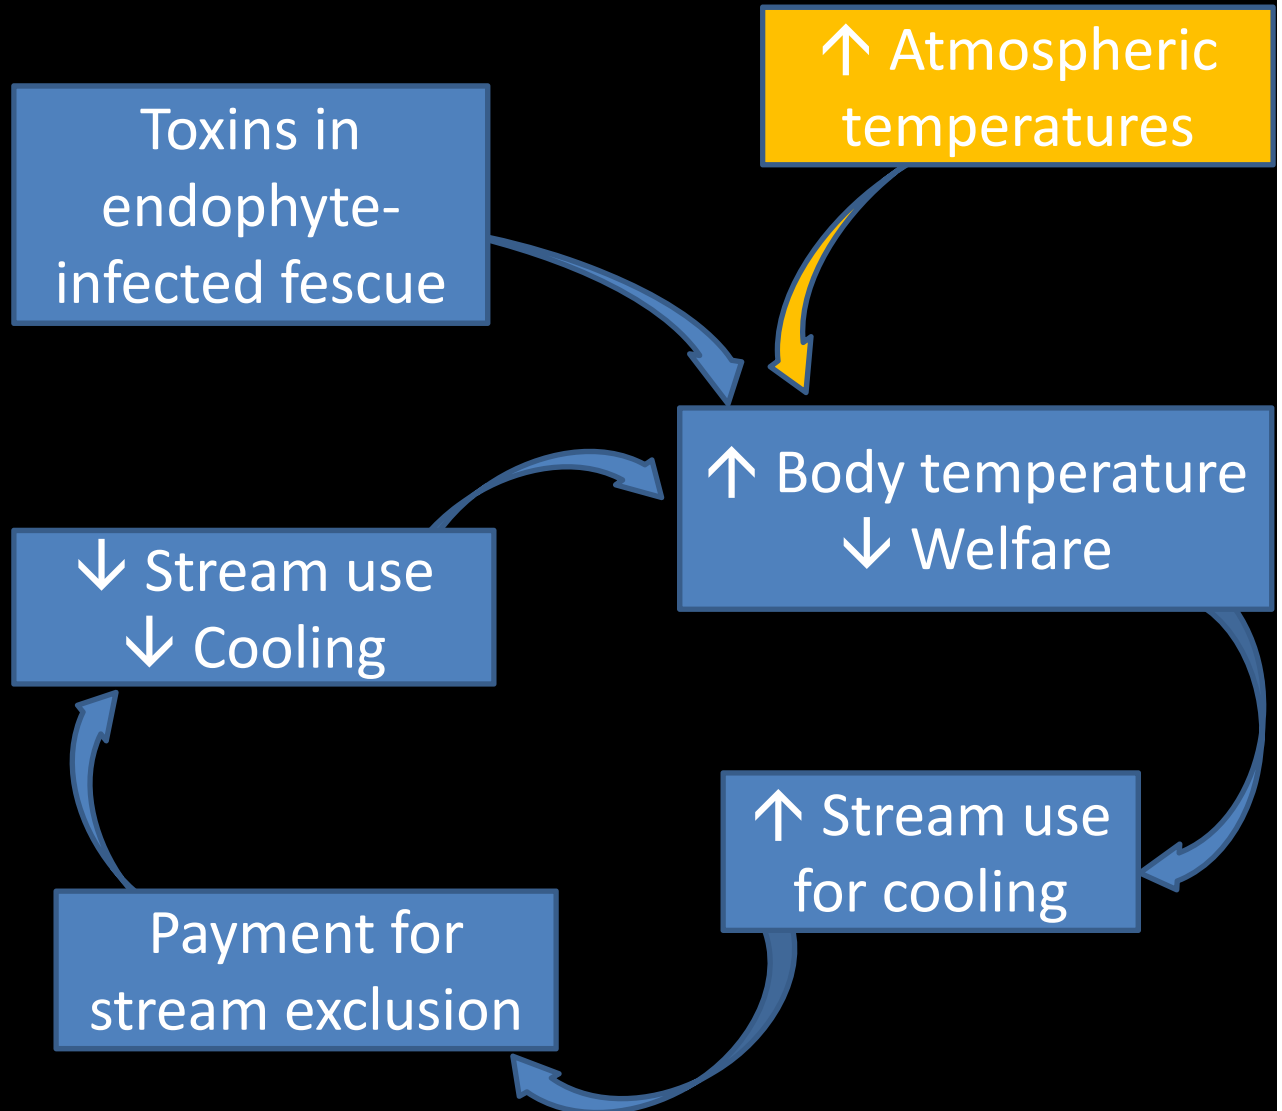 ↑ Atmospheric
temperatures
Toxins in
endophyte-
infected fescue
↑ Body temperature
↓ Welfare
↓ Stream use
↓ Cooling
↑ Stream use
for cooling
Payment for
stream exclusion